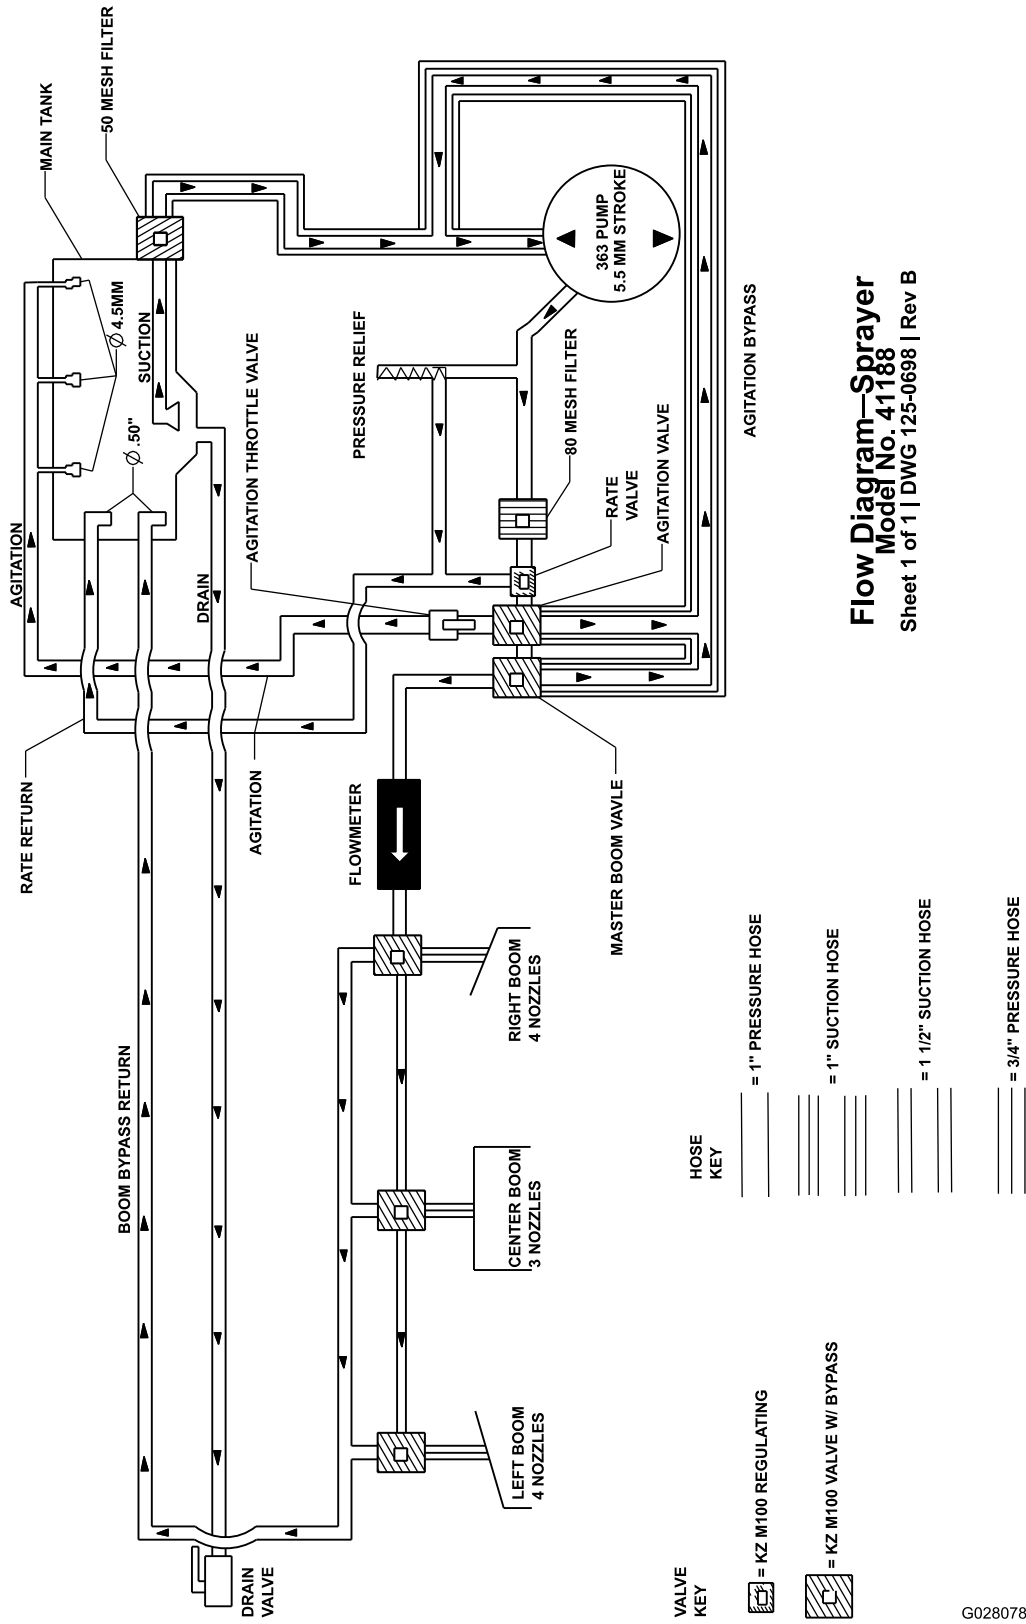 Flow Diagram—Sprayer
Model No. 41188
Sheet 1 of 1 | DWG 125-0698 | Rev B
MAIN TANK
50 MESH FILTER
AGITATION
4.5MM
SUCTION
.50"
DRAIN
AGITATION THROTTLE VALVE
PRESSURE RELIEF
363 PUMP
5.5 MM STROKE
80 MESH FILTER
RATE
VALVE
AGITATION VALVE
AGITATION BYPASS
RATE RETURN
AGITATION
FLOWMETER
MASTER BOOM VAVLE
BOOM BYPASS RETURN
RIGHT BOOM
4 NOZZLES
CENTER BOOM
3 NOZZLES
LEFT BOOM
4 NOZZLES
DRAIN
VALVE
HOSE
KEY
= 1" PRESSURE HOSE
= 1" SUCTION HOSE
= 1 1/2" SUCTION HOSE
= 3/4" PRESSURE HOSE
VALVE
KEY
= KZ M100 REGULATING
= KZ M100 VALVE W/ BYPASS
G028078